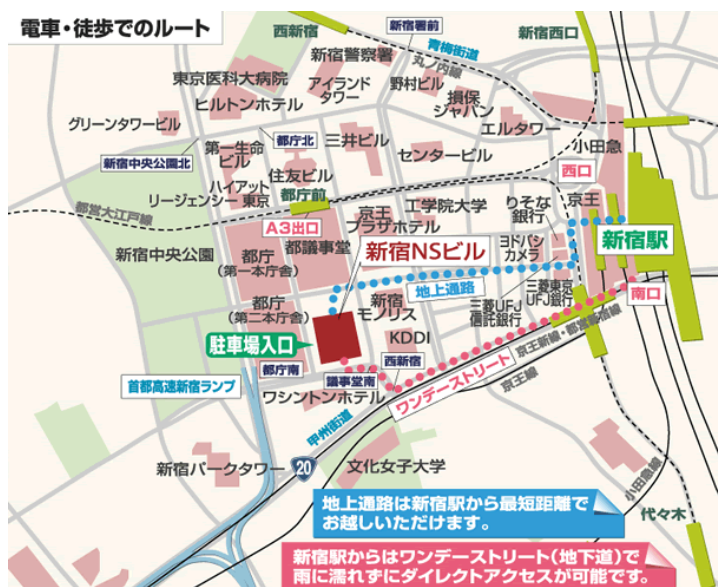 電車・徒歩でのルート
西新宿
新宿署前
新宿西口
青梅街道
新宿警察署
丸ノ内線
東京医科大病院
アイランド
タワー
野村ビル
ヒルトンホテル
損保
ジャパン
グリーンタワービル
エルタワー
都庁北
三井ビル
小田急
新宿中央公園北
第一生命
ビル
センタービル
住友ビル
西口
ハイアット
リージェンシー 東京
都庁前
京王
都営大江戸線
A3出口
京王
プラザホテル
工学院大学
りそな
銀行
新宿駅
新宿中央公園
都庁
(第一本庁舎)
都議事堂
新宿NSビル
ヨドバシ
カメラ
地上通路
三菱東京
UFJ銀行
南口
都庁
(第二本庁舎)
新宿
モノリス
三菱UFJ
信託銀行
駐車場入口
KDDI
京王新線・都営新宿線
都庁南
西新宿
首都高速新宿ランプ
議事堂南
ワンデーストリート
京王線
ワシントンホテル
甲州街道
新宿パークタワー
20
文化女子大学
小田急線
地上通路は新宿駅から最短距離で
お越しいただけます。
代々木
新宿駅からはワンデーストリート(地下道)で
雨に濡れずにダイレクトアクセスが可能です。